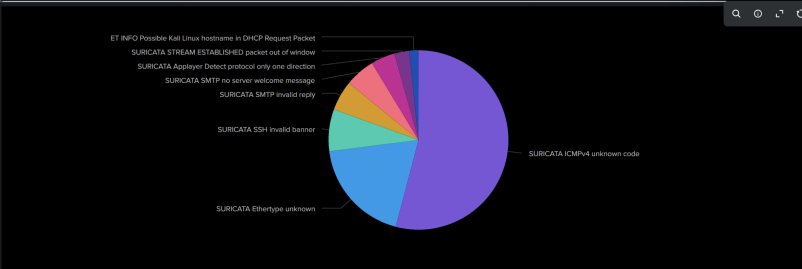 ET INFO Possible Kali Linux hostname in DHCP Request Packet
SURICATA STREAM ESTABLISHED packet out of window
SURICATA Applayer Detect protocol only one direction
SURICATA SMTP no server welcome message
SURICATA SMTP invalid reply
SURICATA SSH invalid banner
SURICATA ICMPv4 unknown code
SURICATA Ethertype unknown